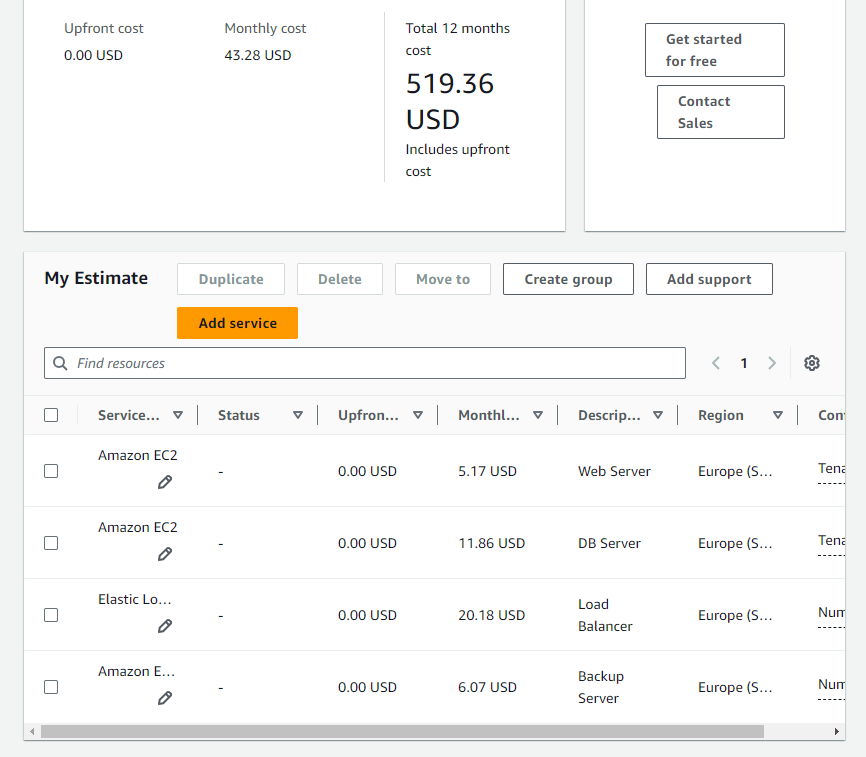 Upfront cost
0.00 USD
Monthly cost
43.28 USD
Total 12 months
cost
519.36
USD
Includes upfront
cost
Get started
for free
Contact
Sales
My Estimate
Duplicate
Delete
Move to
Create group
Add support
Add service
Find resources
1
Service... Status Upfron... Monthl... Descrip... Region Con
Amazon EC2 - 0.00 USD 5.17 USD Web Server Europe (S... Tena
Amazon EC2 - 0.00 USD 11.86 USD DB Server Europe (S... Tena
Elastic Lo... - 0.00 USD 20.18 USD Load
Balancer Europe (S... Num
Amazon E... - 0.00 USD 6.07 USD Backup
Server Europe (S... Num